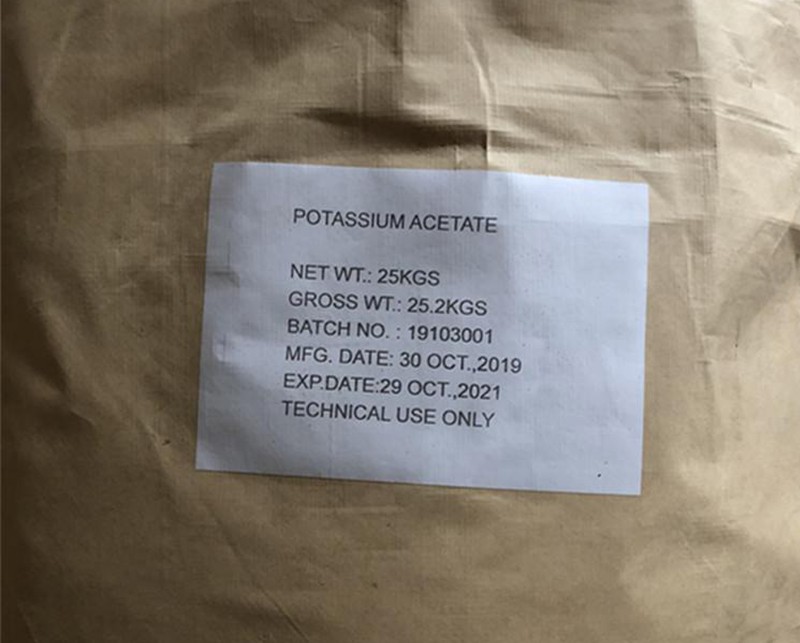 POTASSIUM ACETATE
NET WT.: 25KGS
GROSS WT.: 25.2KGS
BATCH NO. : 19103001
MFG. DATE: 30 OCT.,2019
EXP.DATE:29 OCT.,2021
TECHNICAL USE ONLY